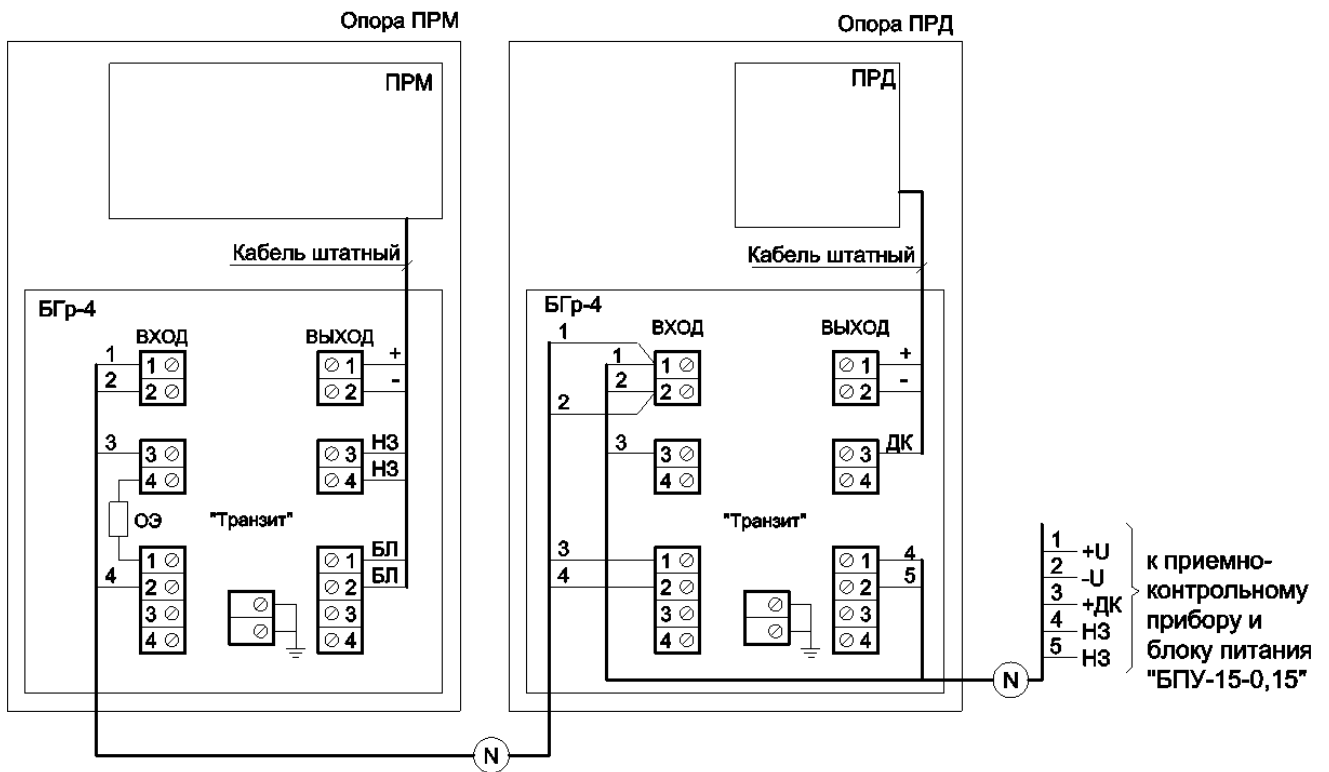 Опора ПРМ
Опора ПРД
ПРМ
ПРД
Кабель штатный
Кабель штатный
БГр-4
ВХОД
ВЫХОД
1
2
3
4
1
2
3
4
1
2
3
4
1
2
3
4
1
2
3
4
+
-
НЗ
НЗ
ОЭ
"Транзит"
БЛ
БЛ
БГр-4
ВХОД
ВЫХОД
1
2
1
2
3
3
4
1
2
3
4
1
2
3
4
1
2
3
4
1
2
3
4
+
-
ДК
"Транзит"
4
5
N
N
1 +U
2 -U
3 +ДК
4 НЗ
5 НЗ
к приемно-
контрольному
прибору и
блоку питания
"БПУ-15-0,15"